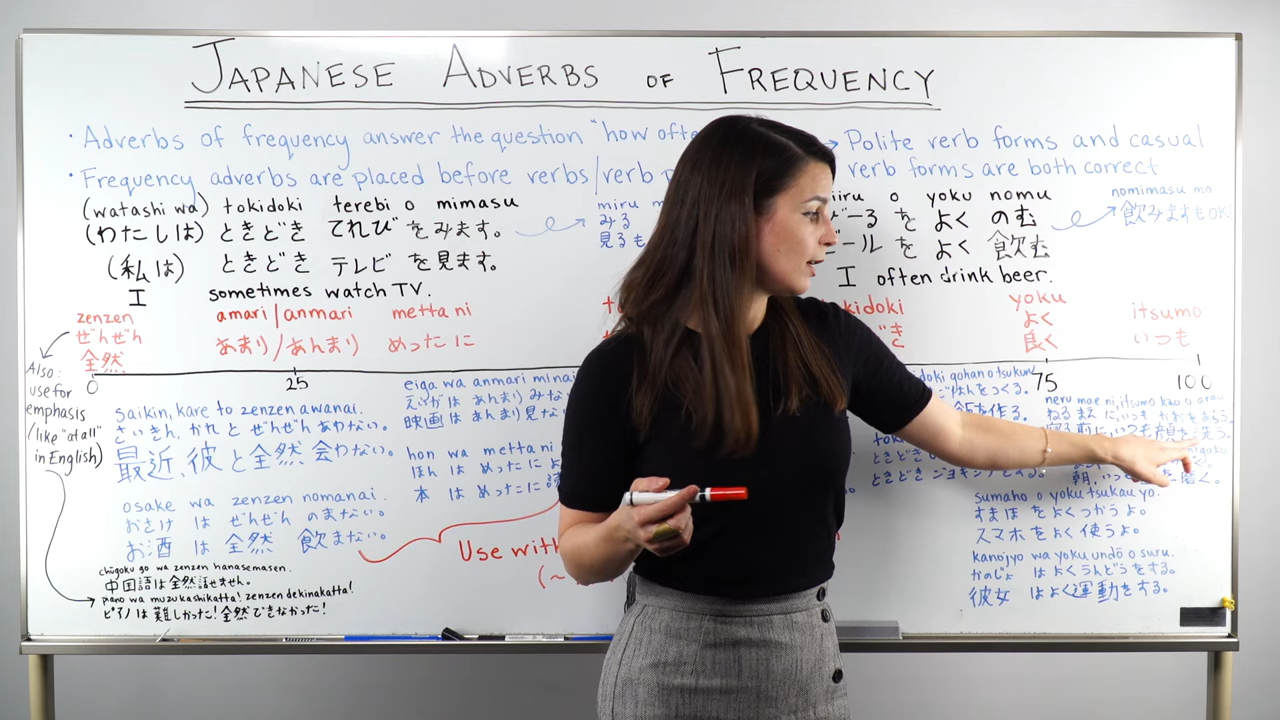 JAPANESE ADVERBS OF FREQUENCY
· Adverbs of frequency answer the question "how ofte
→ Polite verb forms and casual
· Frequency adverbs are placed before verbs/verb
verb forms are both correct
(watashi wa) tokidoki terebi o mimasu
(わたしは) ときどき てれび をみます。
(私は) ときどき テレビ を見ます。
I sometimes watch TV.
miru m
みる
見るも
iiru o yoku nomu
びーる を よく のむ
ビール を よく 飲む
I often drink beer.
nomimasu mo
飲みますもOK!
zenzen
ぜんぜん
全然
amari/anmari
あまり/あんまり
metta ni
めったに
kidoki
yoku
よく
良く
itsumo
いつも
0 25 75 100
Also:
use for
emphasis
(like "at all"
in English)
saikin, kare to zenzen awanai.
さいきん, かれ と ぜんぜん あわない。
最近, 彼 と 全然 会わない。
osake wa zenzen nomanai.
おさけ は ぜんぜん のまない。
お酒 は 全然 飲まない。
chūgoku go wa zenzen hanasemasen.
中国語は全然話せません。
piano wa muzukashikatta! zenzen dekinakatta!
ピアノ は 難しかった! 全然できなかった!
eiga wa anmari minai
えいが は あんまり みな
映画 は あんまり 見な
hon wa metta ni
ほん は めったに よ
本 は めったに 読
Use with
(~
idoki gohan o tsukuru
ごはんをつくる。
飯を作る。
ときどき
ときどき ジョギングをする。
neru mae ni, itsumo kao o arau
ねる まえ に, いつも かおを あらう。
寝る前に, いつも 顔を 洗う。
sumaho o yoku tsukau yo.
すまほ を よく つかう よ。
スマホ を よく 使う よ。
kanojyo wa yoku undō o suru.
かのじょ は よく うんどう を する。
彼女 は よく 運動 を する。